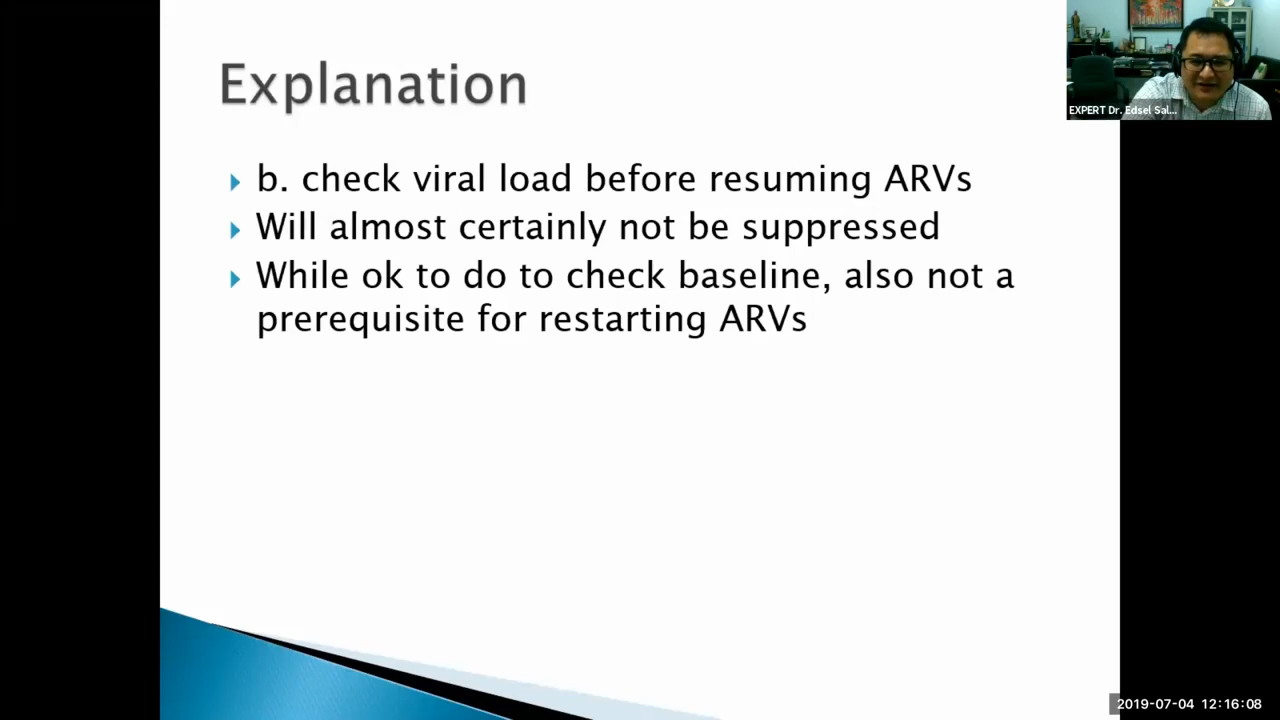 Explanation
b. check viral load before resuming ARVs
Will almost certainly not be suppressed
While ok to do to check baseline, also not a
prerequisite for restarting ARVs
EXPERT Dr. Edsel Sal...
2019-07-04 12:16:08